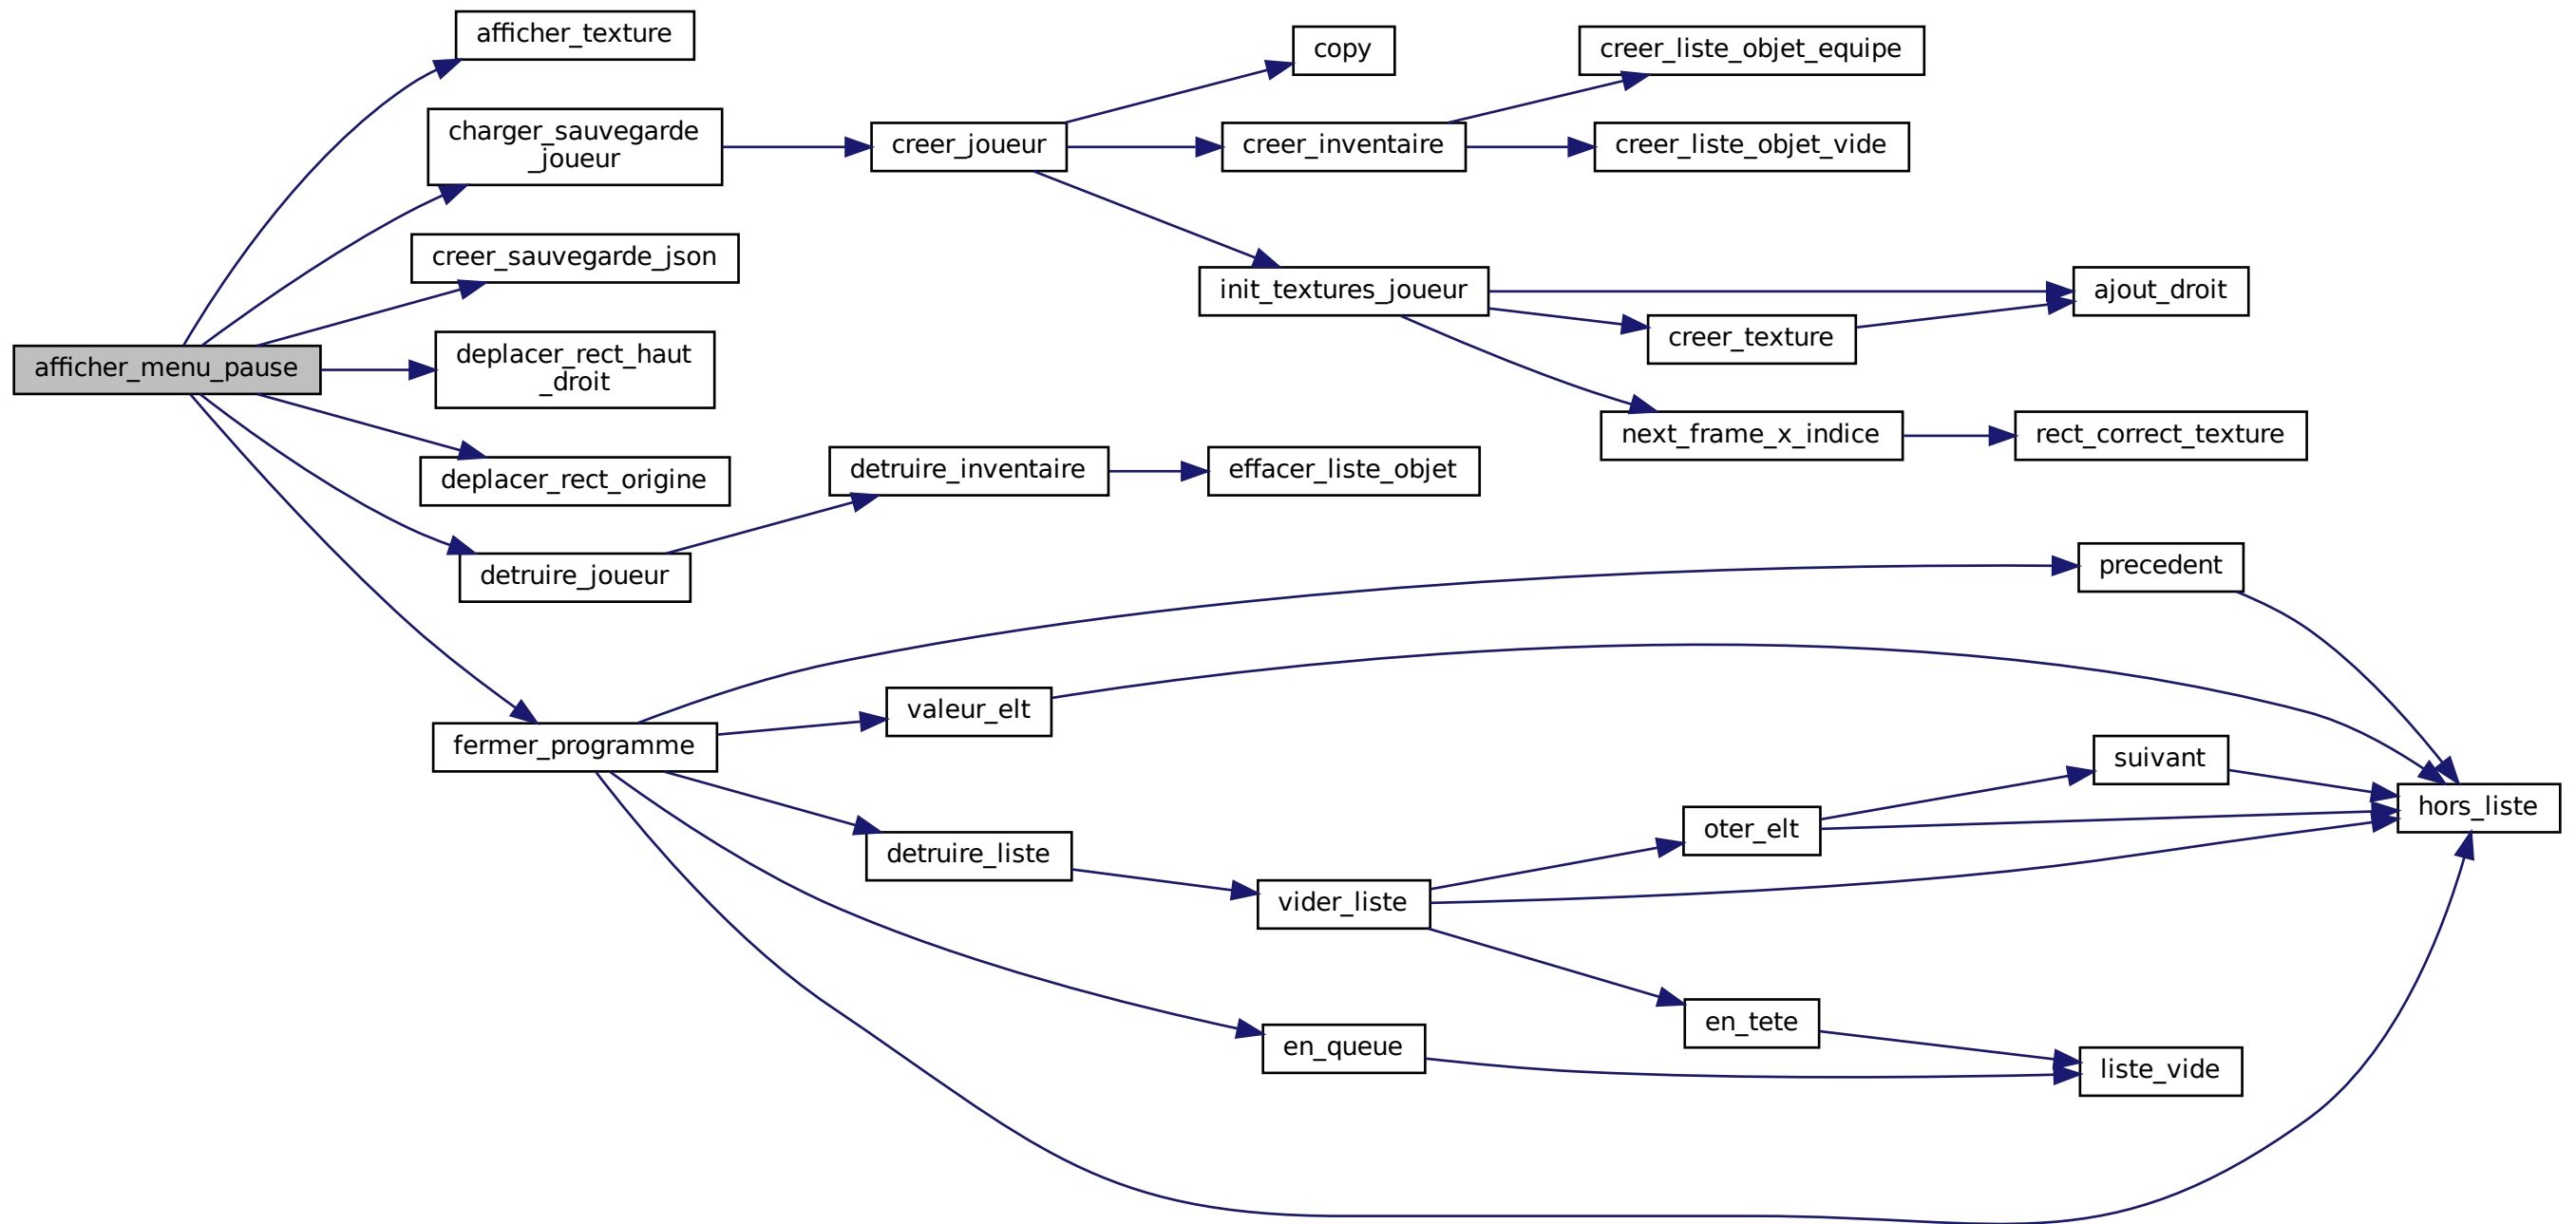 afficher_texture
copy
creer_liste_objet_equipe
charger_sauvegarde
_joueur
creer_joueur
creer_inventaire
creer_liste_objet_vide
creer_sauvegarde_json
init_textures_joueur
ajout_droit
creer_texture
afficher_menu_pause
deplacer_rect_haut
_droit
next_frame_x_indice
rect_correct_texture
deplacer_rect_origine
detruire_inventaire
effacer_liste_objet
detruire_joueur
precedent
valeur_elt
fermer_programme
suivant
hors_liste
oter_elt
detruire_liste
vider_liste
en_tete
en_queue
liste_vide